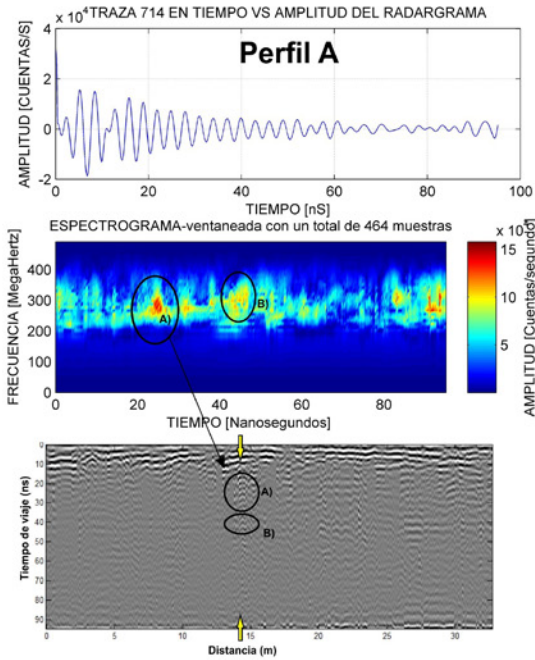 x 10⁴ TRAZA 714 EN TIEMPO VS AMPLITUD DEL RADARGRAMA
Perfil A
AMPLITUD [CUENTAS/S]
4
2
0
-2
0 20 40 60 80 100
TIEMPO [nS]
ESPECTROGRAMA-ventaneada con un total de 464 muestras
FRECUENCIA [MegaHertz]
400
300
200
100
0
A)
B)
0 20 40 60 80
TIEMPO [Nanosegundos]
15
10
5
AMPLITUD [Cuentas/segundo]
Tiempo de viaje (ns)
0
10
20
30
40
50
60
70
80
90
A)
B)
0 5 10 15 20 25 30
Distancia (m)